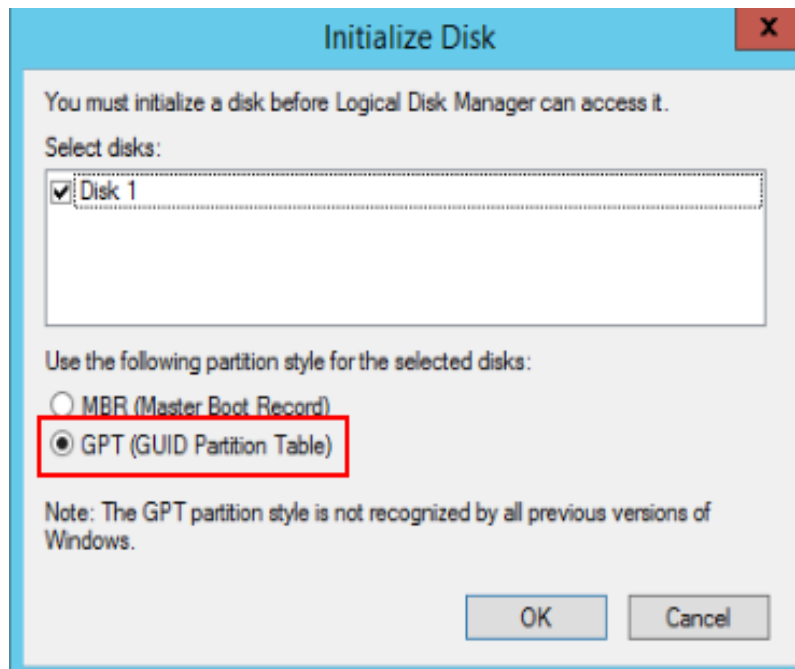 Initialize Disk
x
You must initialize a disk before Logical Disk Manager can access it.
Select disks:
Disk 1
Use the following partition style for the selected disks:
MBR (Master Boot Record)
GPT (GUID Partition Table)
Note: The GPT partition style is not recognized by all previous versions of
Windows.
OK
Cancel